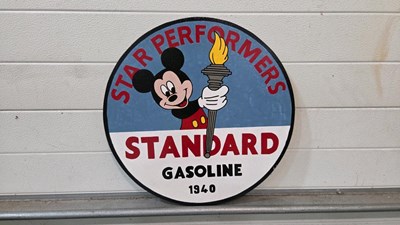 STAR PERFORMERS
STANDARD
GASOLINE
1940